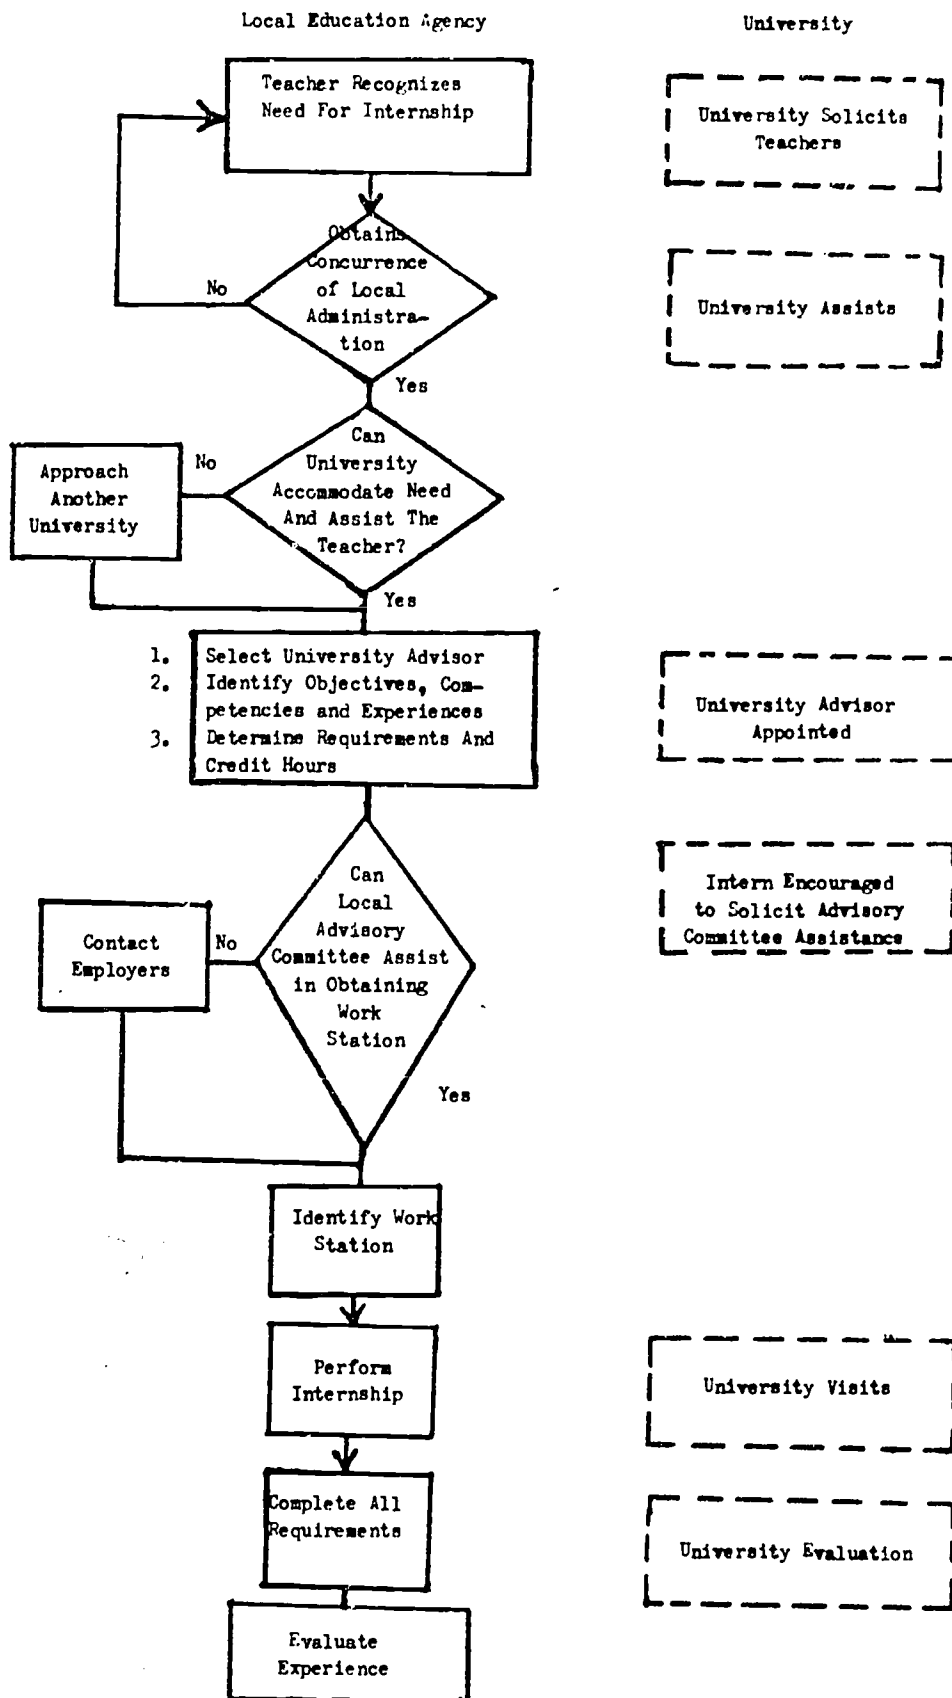 Local Education Agency
University
Teacher Recognizes
Need For Internship
University Solicits
Teachers
Obtains
Concurrence
of Local
Administra-
tion
No
Yes
University Assists
Can
University
Accommodate Need
And Assist The
Teacher?
No
Yes
Approach
Another
University
1. Select University Advisor
2. Identify Objectives, Com-
petencies and Experiences
3. Determine Requirements And
Credit Hours
University Advisor
Appointed
Can
Local
Advisory
Committee Assist
in Obtaining
Work
Station
No
Yes
Contact
Employers
Intern Encouraged
to Solicit Advisory
Committee Assistance
Identify Work
Station
Perform
Internship
University Visits
Complete All
Requirements
University Evaluation
Evaluate
Experience